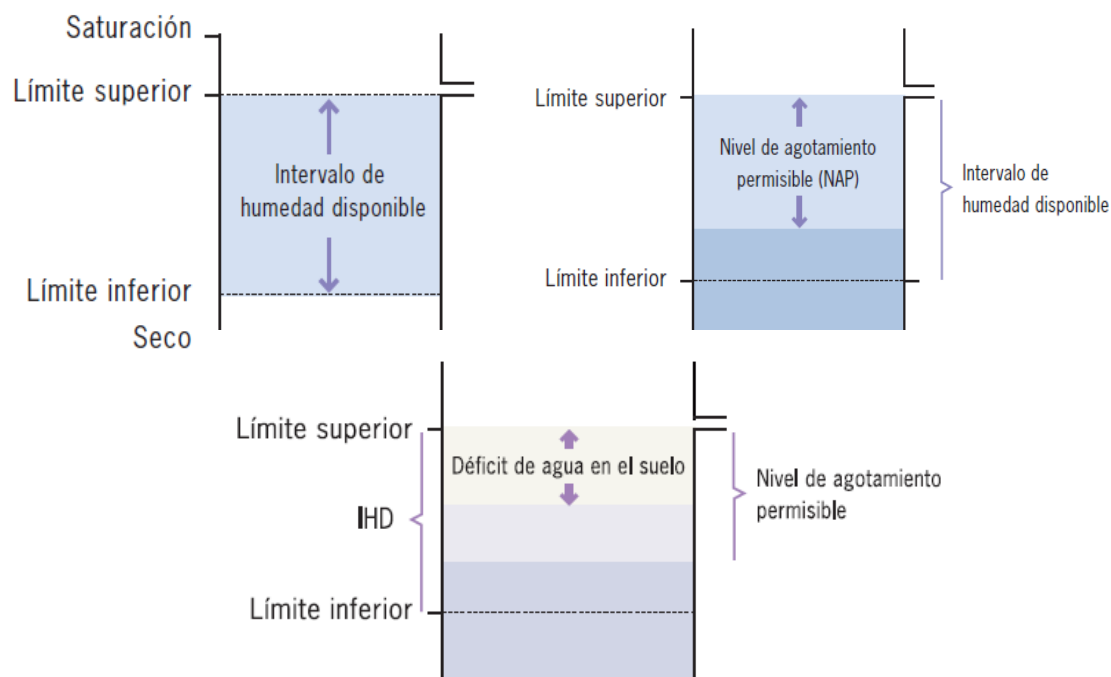 Saturación
Límite superior
Intervalo de
humedad disponible
Límite inferior
Seco
Límite superior
Nivel de agotamiento
permisible (NAP)
Intervalo de
humedad disponible
Límite inferior
Límite superior
Déficit de agua en el suelo
IHD
Nivel de agotamiento
permisible
Límite inferior